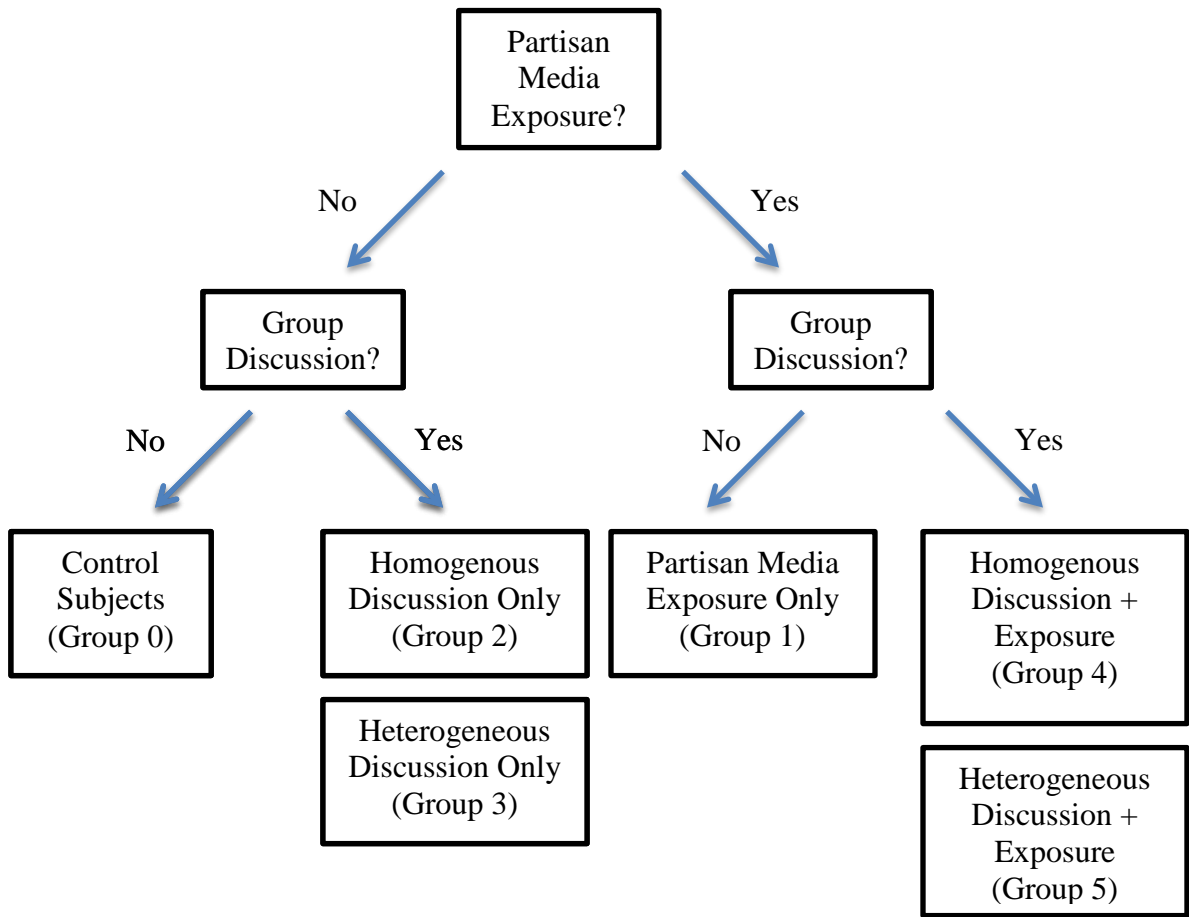 Partisan
Media
Exposure?
No
Yes
Group
Discussion?
Group
Discussion?
No
Yes
No
Yes
Control
Subjects
(Group 0)
Homogenous
Discussion Only
(Group 2)
Partisan Media
Exposure Only
(Group 1)
Homogenous
Discussion +
Exposure
(Group 4)
Heterogeneous
Discussion Only
(Group 3)
Heterogeneous
Discussion +
Exposure
(Group 5)